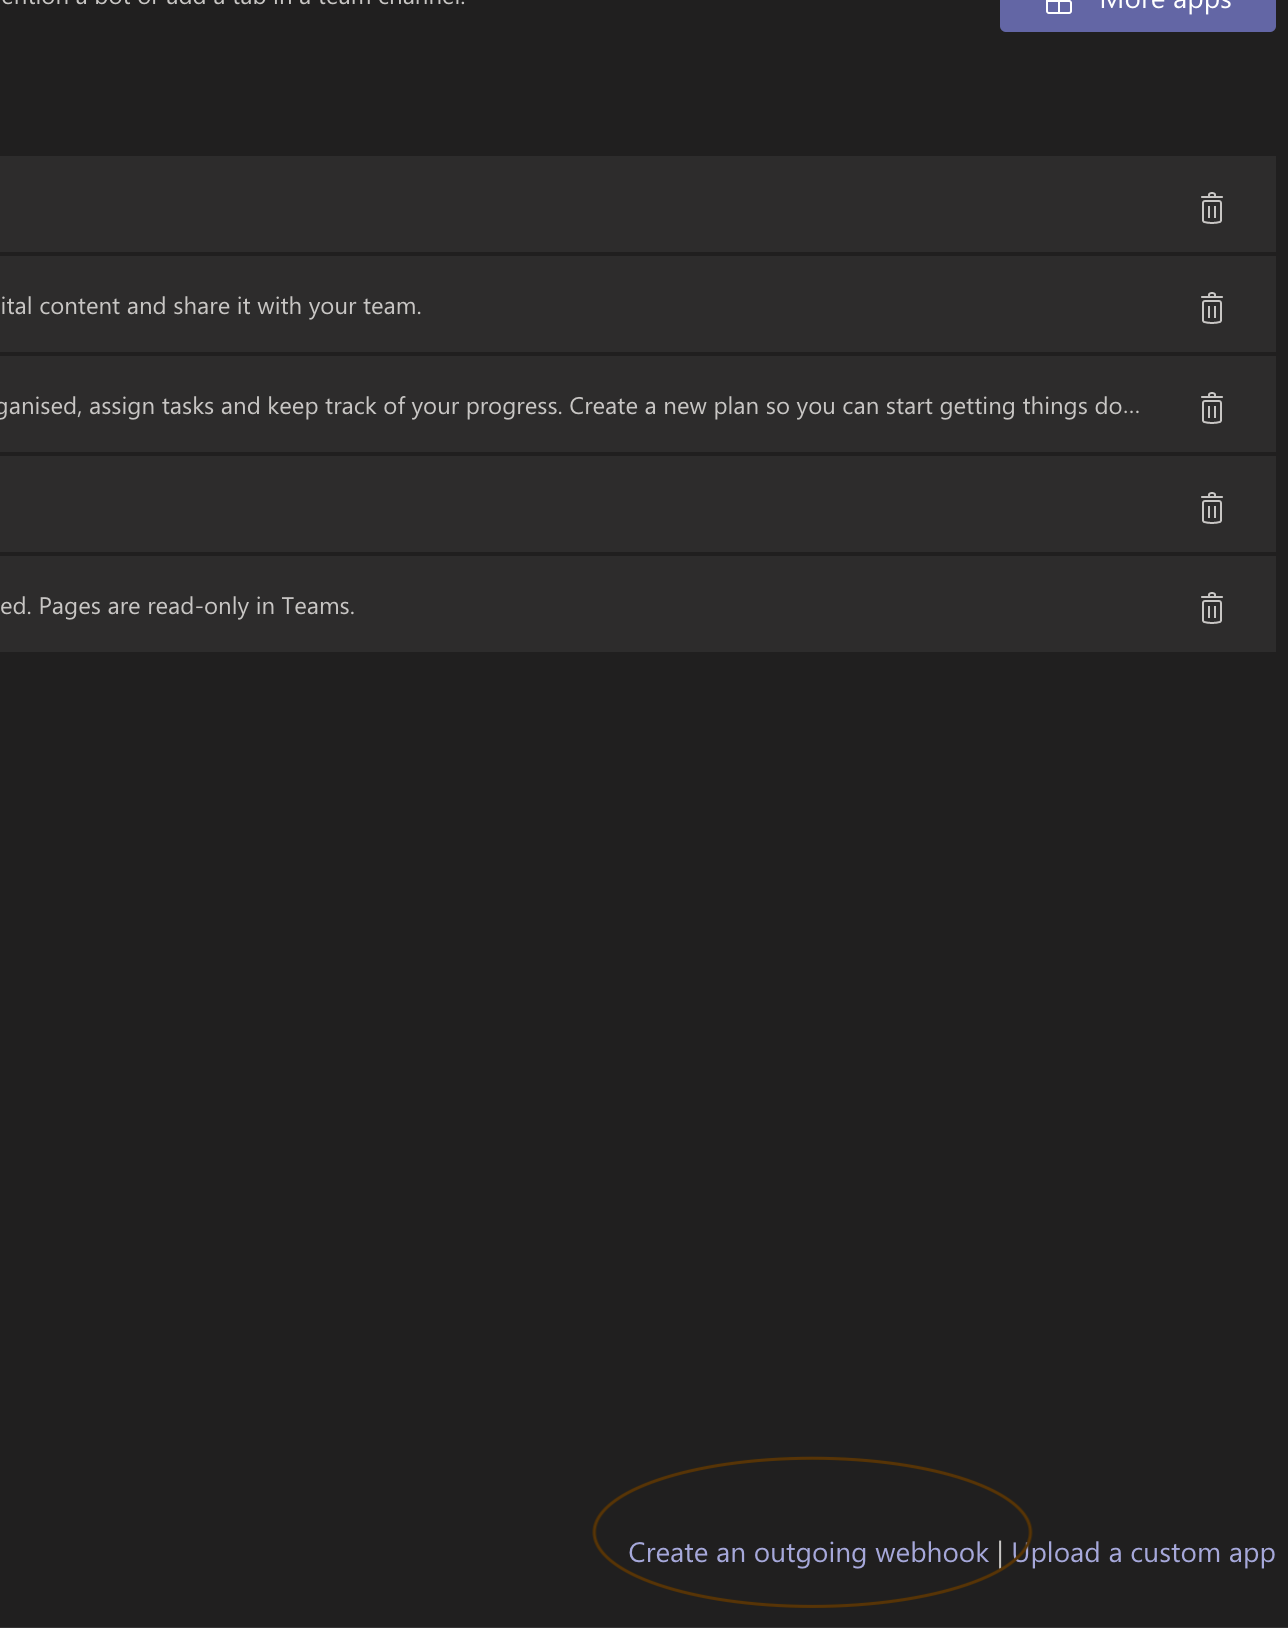 ention a bot or add a tab in a team channel.
More apps
ital content and share it with your team.
ganised, assign tasks and keep track of your progress. Create a new plan so you can start getting things do...
ed. Pages are read-only in Teams.
Create an outgoing webhook | Upload a custom app